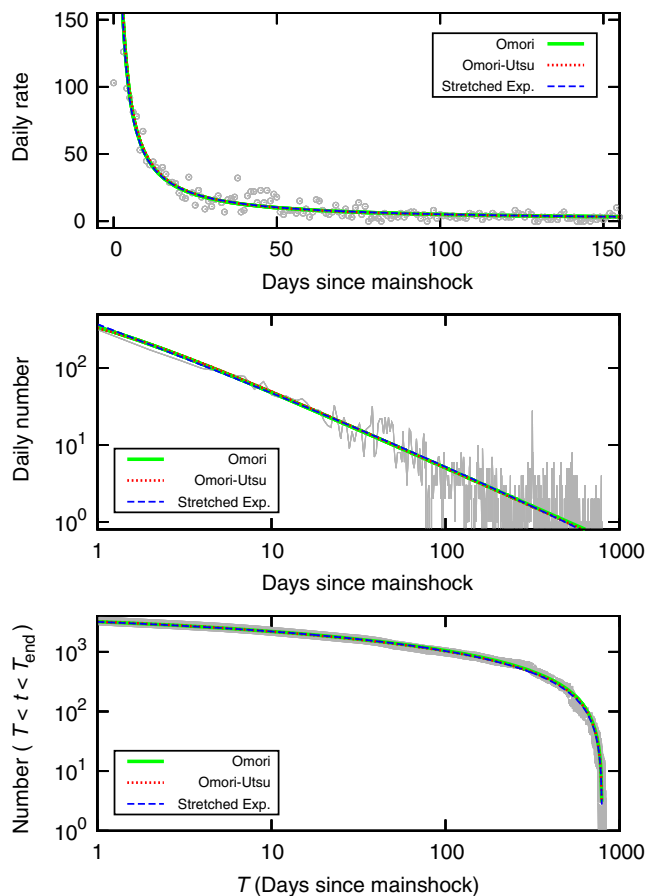 150
100
50
0
Daily rate
Omori
Omori-Utsu
Stretched Exp.
0 50 100 150
Days since mainshock
10^2
10^1
10^0
Daily number
Omori
Omori-Utsu
Stretched Exp.
1 10 100 1000
Days since mainshock
10^3
10^2
10^1
10^0
Number ( T < t < T_end )
Omori
Omori-Utsu
Stretched Exp.
1 10 100 1000
T (Days since mainshock)